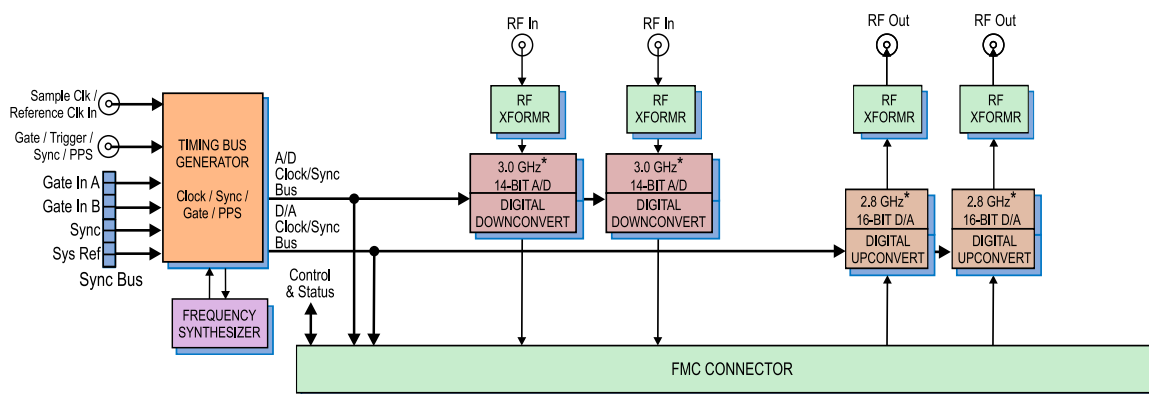 RF In
RF In
RF Out
RF Out
Sample Clk /
Reference Clk In
Gate / Trigger /
Sync / PPS
Gate In A
Gate In B
Sync
Sys Ref
Sync Bus
TIMING BUS
GENERATOR
Clock / Sync /
Gate / PPS
A/D
Clock/Sync
Bus
D/A
Clock/Sync
Bus
FREQUENCY
SYNTHESIZER
Control
& Status
RF
XFORMR
3.0 GHz*
14-BIT A/D
DIGITAL
DOWNCONVERT
RF
XFORMR
3.0 GHz*
14-BIT A/D
DIGITAL
DOWNCONVERT
RF
XFORMR
2.8 GHz*
16-BIT D/A
DIGITAL
UPCONVERT
RF
XFORMR
2.8 GHz*
16-BIT D/A
DIGITAL
UPCONVERT
FMC CONNECTOR